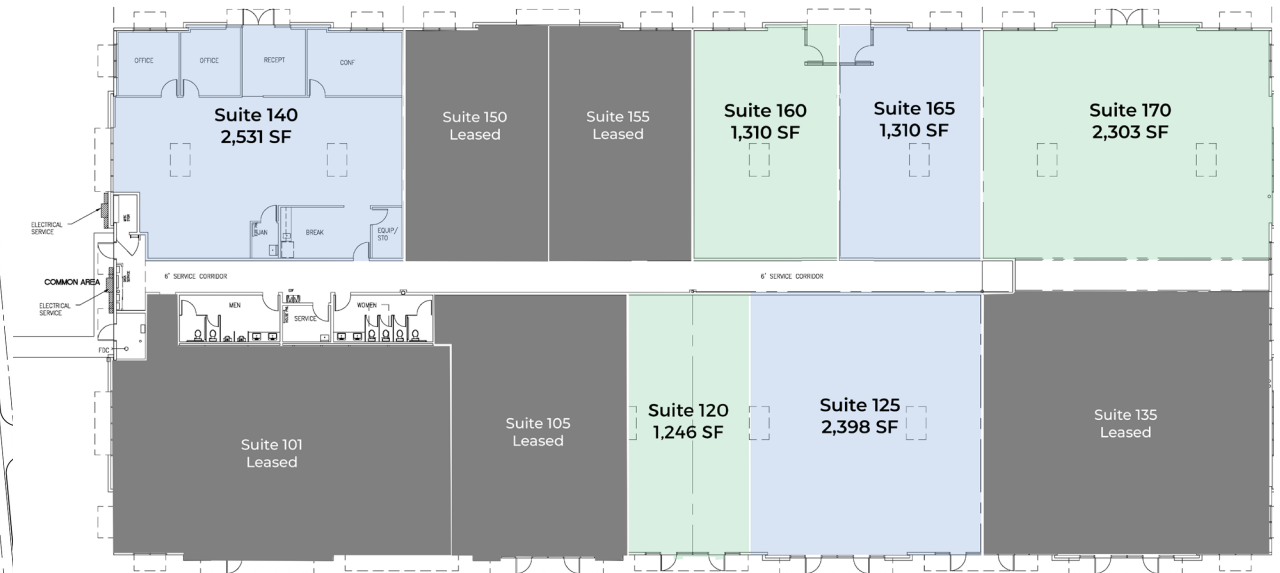 OFFICE
OFFICE
RECEPT
CONF
Suite 140
2,531 SF
Suite 150
Leased
Suite 155
Leased
Suite 160
1,310 SF
Suite 165
1,310 SF
Suite 170
2,303 SF
ELECTRICAL
SERVICE
JAN
BREAK
EQUIP/
STO
COMMON AREA
6' SERVICE CORRIDOR
6' SERVICE CORRIDOR
ELECTRICAL
SERVICE
MEN
SERVICE
WOMEN
FDC
Suite 101
Leased
Suite 105
Leased
Suite 120
1,246 SF
Suite 125
2,398 SF
Suite 135
Leased